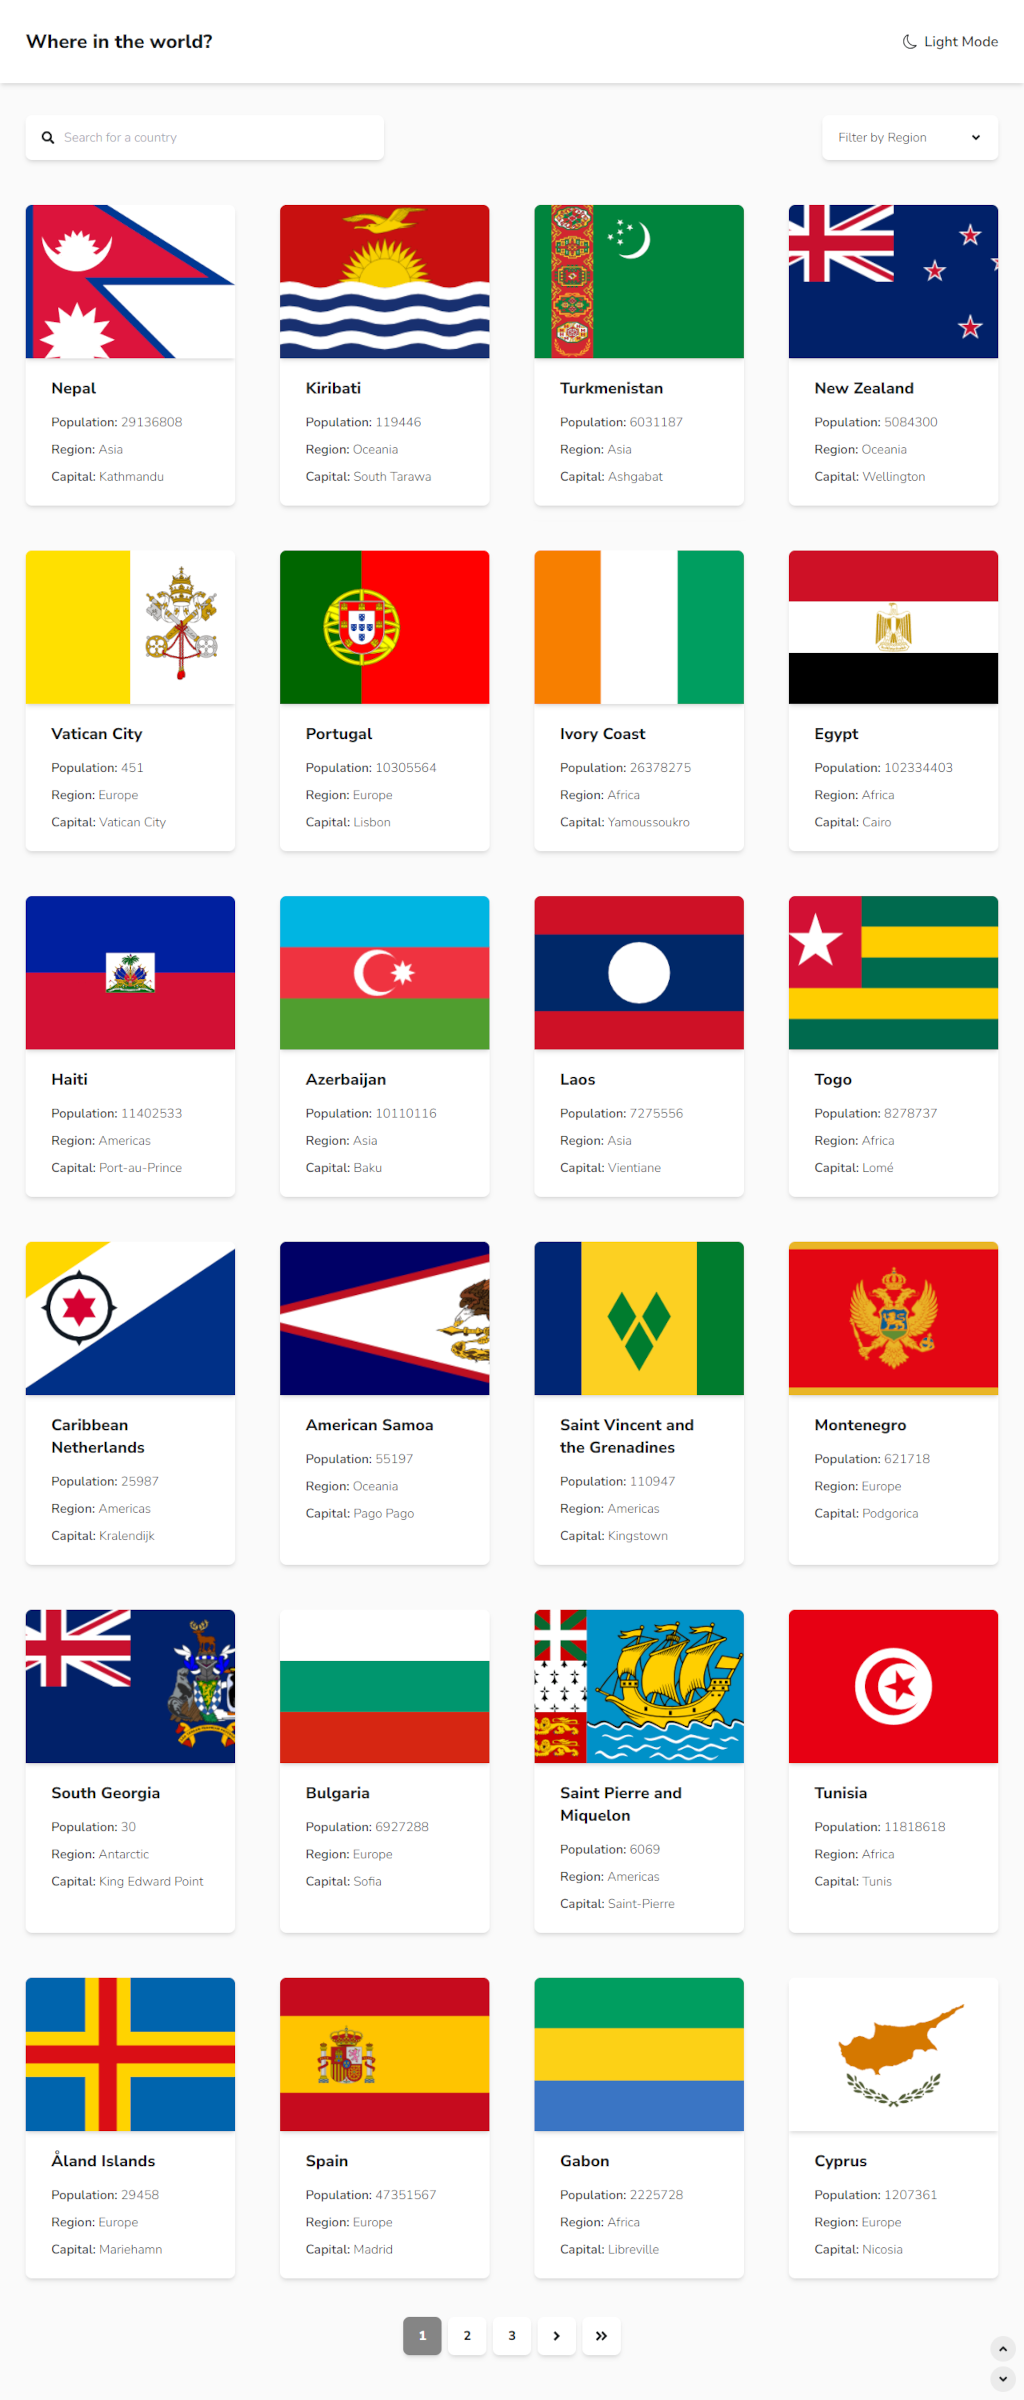 Where in the world?
Light Mode
Search for a country
Filter by Region
Nepal
Population: 29136808
Region: Asia
Capital: Kathmandu
Kiribati
Population: 119446
Region: Oceania
Capital: South Tarawa
Turkmenistan
Population: 6031187
Region: Asia
Capital: Ashgabat
New Zealand
Population: 5084300
Region: Oceania
Capital: Wellington
Vatican City
Population: 451
Region: Europe
Capital: Vatican City
Portugal
Population: 10305564
Region: Europe
Capital: Lisbon
Ivory Coast
Population: 26378275
Region: Africa
Capital: Yamoussoukro
Egypt
Population: 102334403
Region: Africa
Capital: Cairo
Haiti
Population: 11402533
Region: Americas
Capital: Port-au-Prince
Azerbaijan
Population: 10110116
Region: Asia
Capital: Baku
Laos
Population: 7275556
Region: Asia
Capital: Vientiane
Togo
Population: 8278737
Region: Africa
Capital: Lomé
Caribbean
Netherlands
Population: 25987
Region: Americas
Capital: Kralendijk
American Samoa
Population: 55197
Region: Oceania
Capital: Pago Pago
Saint Vincent and
the Grenadines
Population: 110947
Region: Americas
Capital: Kingstown
Montenegro
Population: 621718
Region: Europe
Capital: Podgorica
South Georgia
Population: 30
Region: Antarctic
Capital: King Edward Point
Bulgaria
Population: 6927288
Region: Europe
Capital: Sofia
Saint Pierre and
Miquelon
Population: 6069
Region: Americas
Capital: Saint-Pierre
Tunisia
Population: 11818618
Region: Africa
Capital: Tunis
Åland Islands
Population: 29458
Region: Europe
Capital: Mariehamn
Spain
Population: 47351567
Region: Europe
Capital: Madrid
Gabon
Population: 2225728
Region: Africa
Capital: Libreville
Cyprus
Population: 1207361
Region: Europe
Capital: Nicosia
1 2 3